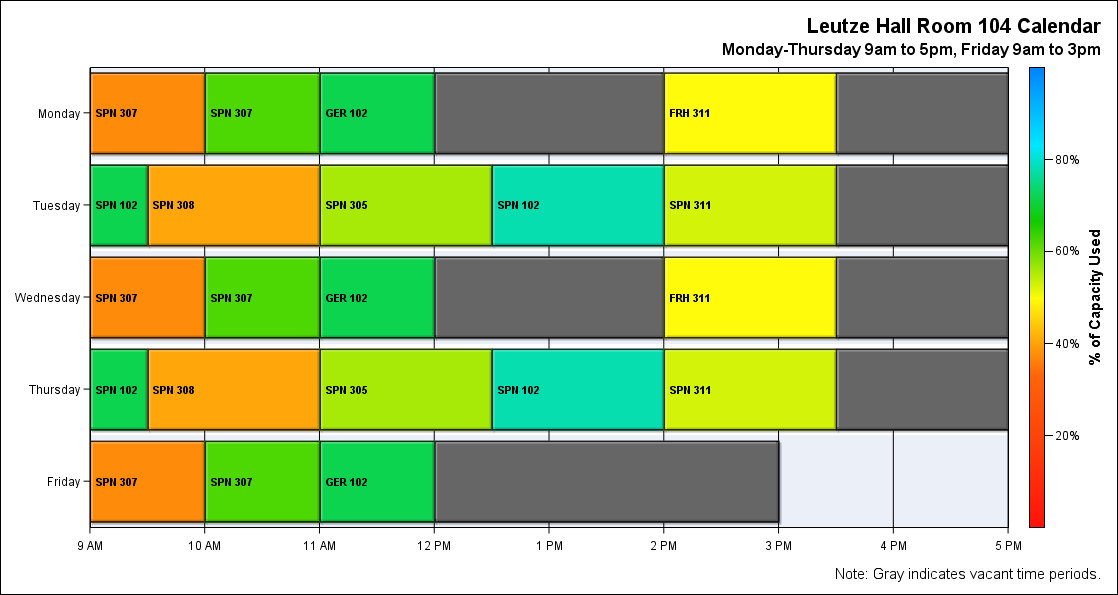 Leutze Hall Room 104 Calendar
Monday-Thursday 9am to 5pm, Friday 9am to 3pm
Monday
SPN 307
SPN 307
GER 102
FRH 311
Tuesday
SPN 102
SPN 308
SPN 305
SPN 102
SPN 311
Wednesday
SPN 307
SPN 307
GER 102
FRH 311
Thursday
SPN 102
SPN 308
SPN 305
SPN 102
SPN 311
Friday
SPN 307
SPN 307
GER 102
9 AM
10 AM
11 AM
12 PM
1 PM
2 PM
3 PM
4 PM
5 PM
80%
60%
40%
20%
% of Capacity Used
Note: Gray indicates vacant time periods.